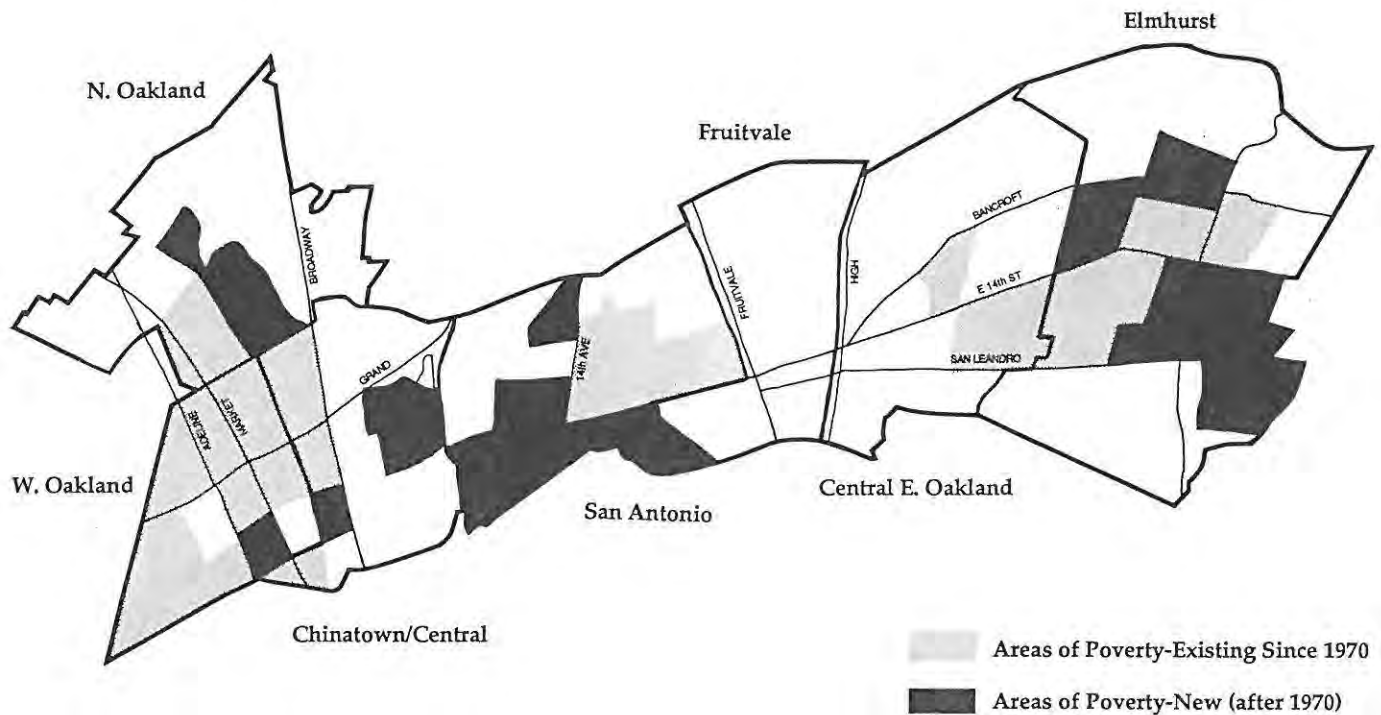 Elmhurst
N. Oakland
Fruitvale
BROADWAY
BANCROFT
HIGH
FRUITVALE
E 14th ST
14th AVE
GRAND
SAN LEANDRO
ADELINE
MARKET
W. Oakland
Central E. Oakland
San Antonio
Chinatown/Central
Areas of Poverty-Existing Since 1970
Areas of Poverty-New (after 1970)